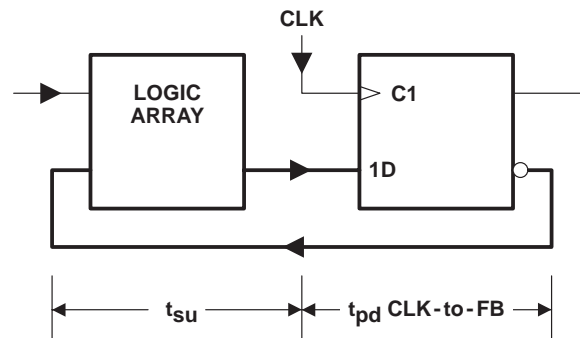 CLK
LOGIC
ARRAY
C1
1D
tsu
tpd CLK-to-FB